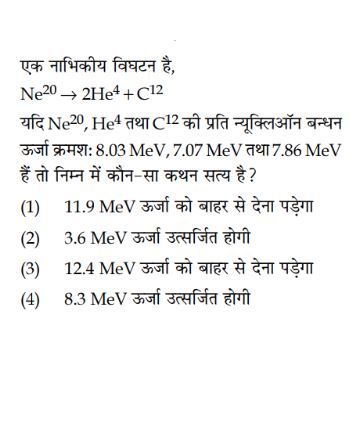 एक नाभिकीय विघटन है,
Ne²⁰ → 2He⁴ + C¹²
यदि Ne²⁰, He⁴ तथा C¹² की प्रति न्यूक्लिऑन बन्धन
ऊर्जा क्रमश: 8.03 MeV, 7.07 MeV तथा 7.86 MeV
हैं तो निम्न में कौन-सा कथन सत्य है?
(1) 11.9 MeV ऊर्जा को बाहर से देना पड़ेगा
(2) 3.6 MeV ऊर्जा उत्सर्जित होगी
(3) 12.4 MeV ऊर्जा को बाहर से देना पड़ेगा
(4) 8.3 MeV ऊर्जा उत्सर्जित होगी